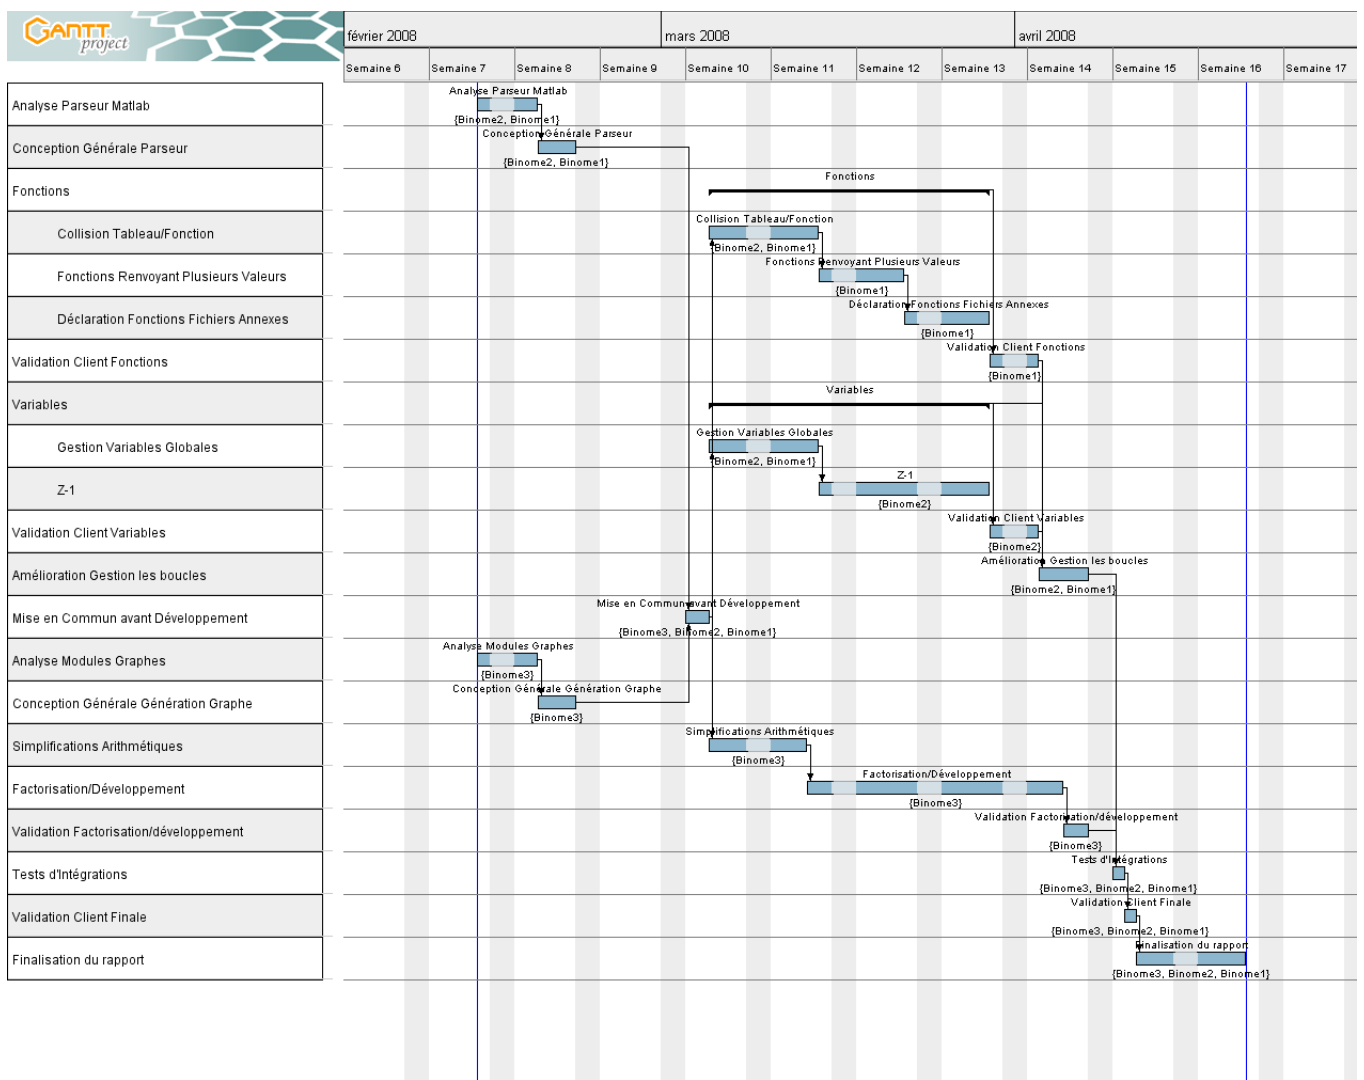 GANTT
project
février 2008
mars 2008
avril 2008
Semaine 6
Semaine 7
Semaine 8
Semaine 9
Semaine 10
Semaine 11
Semaine 12
Semaine 13
Semaine 14
Semaine 15
Semaine 16
Semaine 17
Analyse Parseur Matlab
Analyse Parseur Matlab
{Binome2, Binome1}
Conception Générale Parseur
Conception Générale Parseur
{Binome2, Binome1}
Fonctions
Fonctions
Collision Tableau/Fonction
Collision Tableau/Fonction
{Binome2, Binome1}
Fonctions Renvoyant Plusieurs Valeurs
Fonctions Renvoyant Plusieurs Valeurs
{Binome1}
Déclaration Fonctions Fichiers Annexes
Déclaration Fonctions Fichiers Annexes
{Binome1}
Validation Client Fonctions
Validation Client Fonctions
{Binome1}
Variables
Variables
Gestion Variables Globales
Gestion Variables Globales
{Binome2, Binome1}
Z-1
Z-1
{Binome2}
Validation Client Variables
Validation Client Variables
{Binome2}
Amélioration Gestion les boucles
Amélioration Gestion les boucles
{Binome2, Binome1}
Mise en Commun avant Développement
Mise en Commun avant Développement
{Binome3, Binome2, Binome1}
Analyse Modules Graphes
Analyse Modules Graphes
{Binome3}
Conception Générale Génération Graphe
Conception Générale Génération Graphe
{Binome3}
Simplifications Arithmétiques
Simplifications Arithmétiques
{Binome3}
Factorisation/Développement
Factorisation/Développement
{Binome3}
Validation Factorisation/développement
Validation Factorisation/développement
{Binome3}
Tests d'Intégrations
Tests d'Intégrations
{Binome3, Binome2, Binome1}
Validation Client Finale
Validation Client Finale
{Binome3, Binome2, Binome1}
Finalisation du rapport
Finalisation du rapport
{Binome3, Binome2, Binome1}